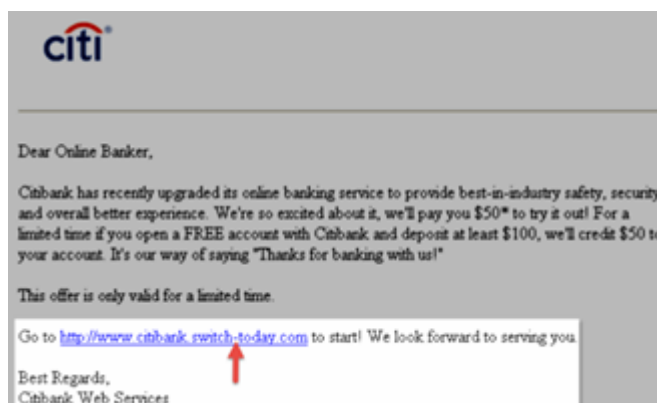 citi
Dear Online Banker,
Citibank has recently upgraded its online banking service to provide best-in-industry safety, security
and overall better experience. We're so excited about it, we'll pay you $50* to try it out! For a
limited time if you open a FREE account with Citibank and deposit at least $100, we'll credit $50 to
your account. It's our way of saying "Thanks for banking with us!"
This offer is only valid for a limited time.
Go to http://www.citibank.switch-today.com to start! We look forward to serving you.
Best Regards,
Citibank Web Services